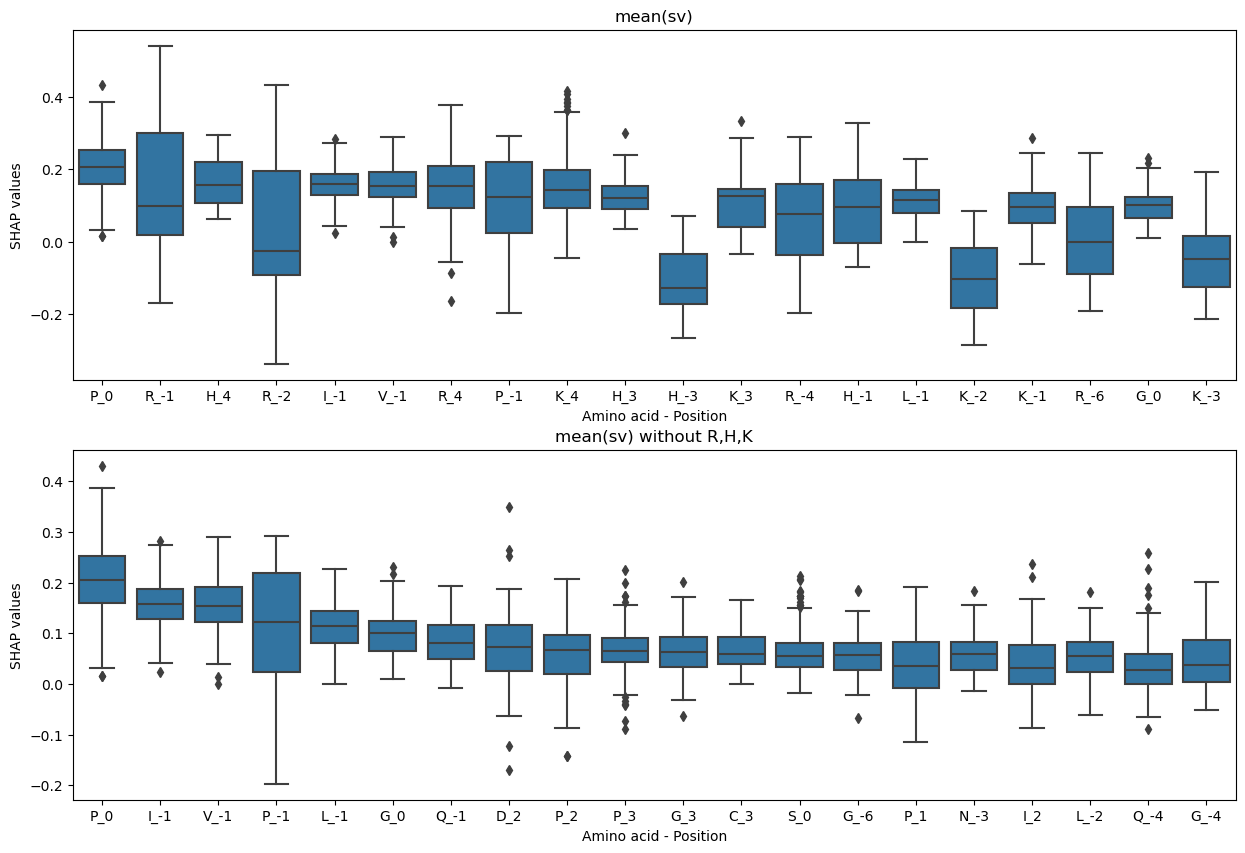 mean(sv)
SHAP values
0.4
0.2
0.0
−0.2
P_0 R_-1 H_4 R_-2 I_-1 V_-1 R_4 P_-1 K_4 H_3 H_-3 K_3 R_-4 H_-1 L_-1 K_-2 K_-1 R_-6 G_0 K_-3
Amino acid - Position
mean(sv) without R,H,K
SHAP values
0.4
0.3
0.2
0.1
0.0
−0.1
−0.2
P_0 I_-1 V_-1 P_-1 L_-1 G_0 Q_-1 D_2 P_2 P_3 G_3 C_3 S_0 G_-6 P_1 N_-3 I_2 L_-2 Q_-4 G_-4
Amino acid - Position